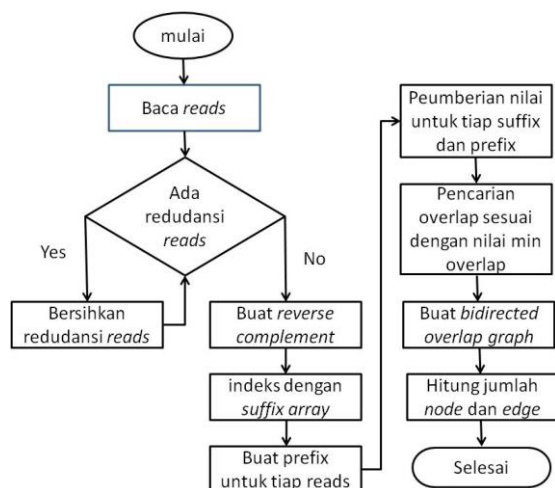 mulai
Baca reads
Ada
redudansi
reads
Yes
No
Bersihkan
redudansi reads
Buat reverse
complement
indeks dengan
suffix array
Buat prefix
untuk tiap reads
Peumberian nilai
untuk tiap suffix
dan prefix
Pencarian
overlap sesuai
dengan nilai min
overlap
Buat bidirected
overlap graph
Hitung jumlah
node dan edge
Selesai